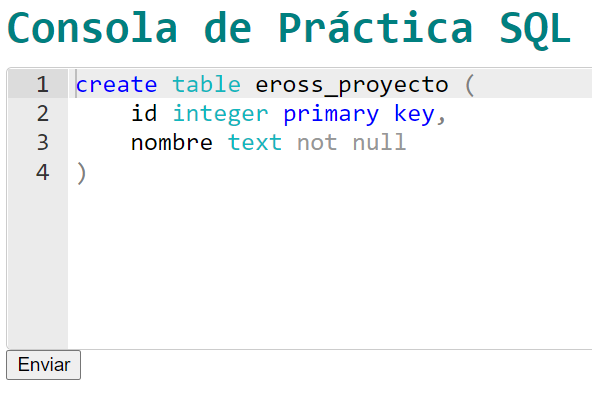 Consola de Práctica SQL
1 create table eross_proyecto (
2     id integer primary key,
3     nombre text not null
4 )
Enviar